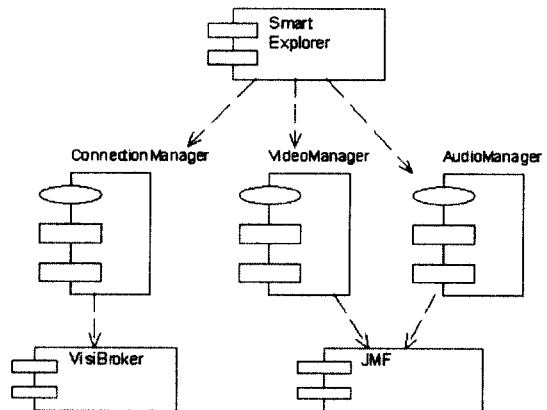 Smart
Explorer
ConnectionManager
VideoManager
AudioManager
VisiBroker
JMF